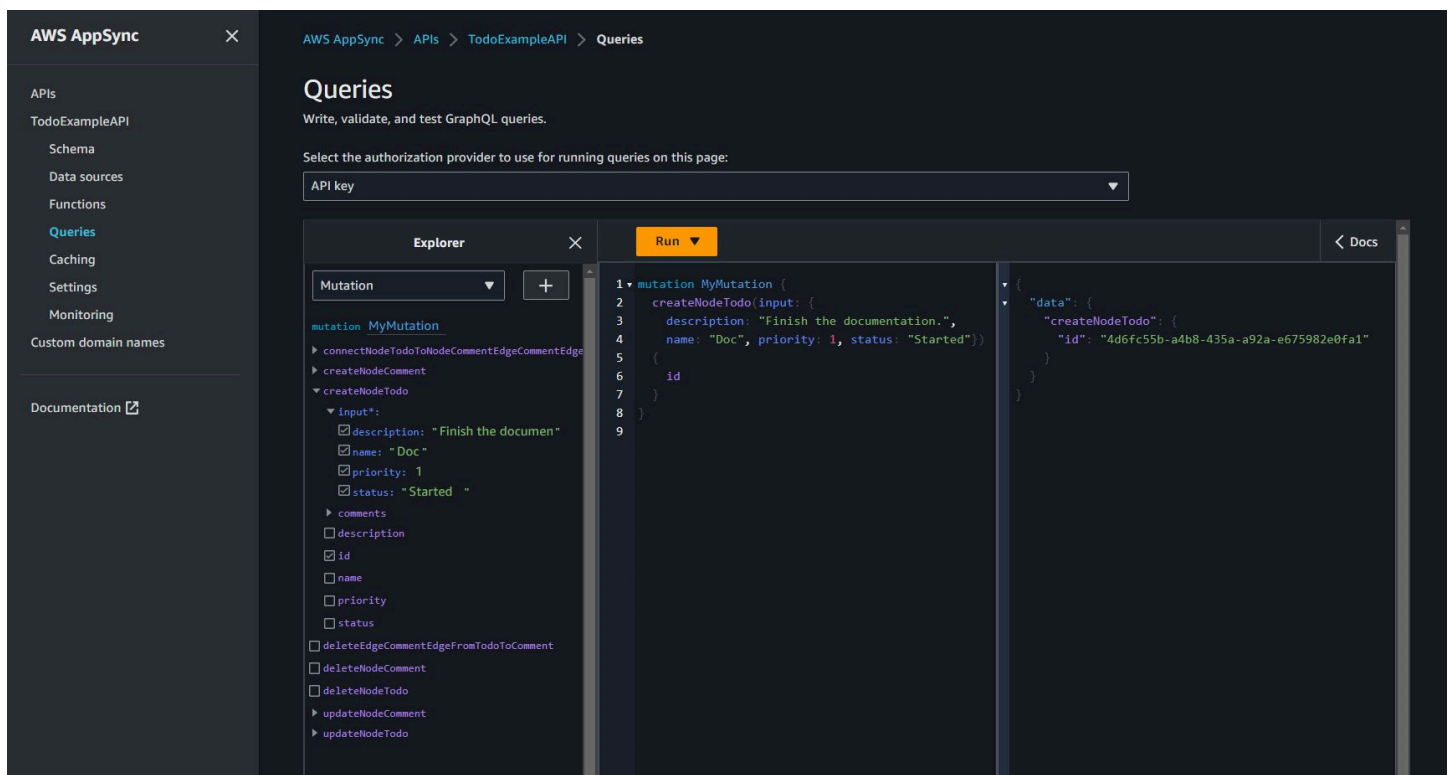 AWS AppSync
APIs
TodoExampleAPI
Schema
Data sources
Functions
Queries
Caching
Settings
Monitoring
Custom domain names
Documentation
AWS AppSync > APIs > TodoExampleAPI > Queries
Queries
Write, validate, and test GraphQL queries.
Select the authorization provider to use for running queries on this page:
API key
Explorer
Mutation
+
mutation MyMutation
connectNodeTodoToNodeCommentEdgeCommentEdge
createNodeComment
createNodeTodo
input*:
description: "Finish the documen"
name: "Doc"
priority: 1
status: "Started "
comments
description
id
name
priority
status
deleteEdgeCommentEdgeFromTodoToComment
deleteNodeComment
deleteNodeTodo
updateNodeComment
updateNodeTodo
Run
< Docs
1 mutation MyMutation {
2 createNodeTodo(input: {
3 description: "Finish the documentation.",
4 name: "Doc", priority: 1, status: "Started"})
5 {
6 id
7 }
8 }
9
{
"data": {
"createNodeTodo": {
"id": "4d6fc55b-a4b8-435a-a92a-e675982e0fa1"
}
}
}